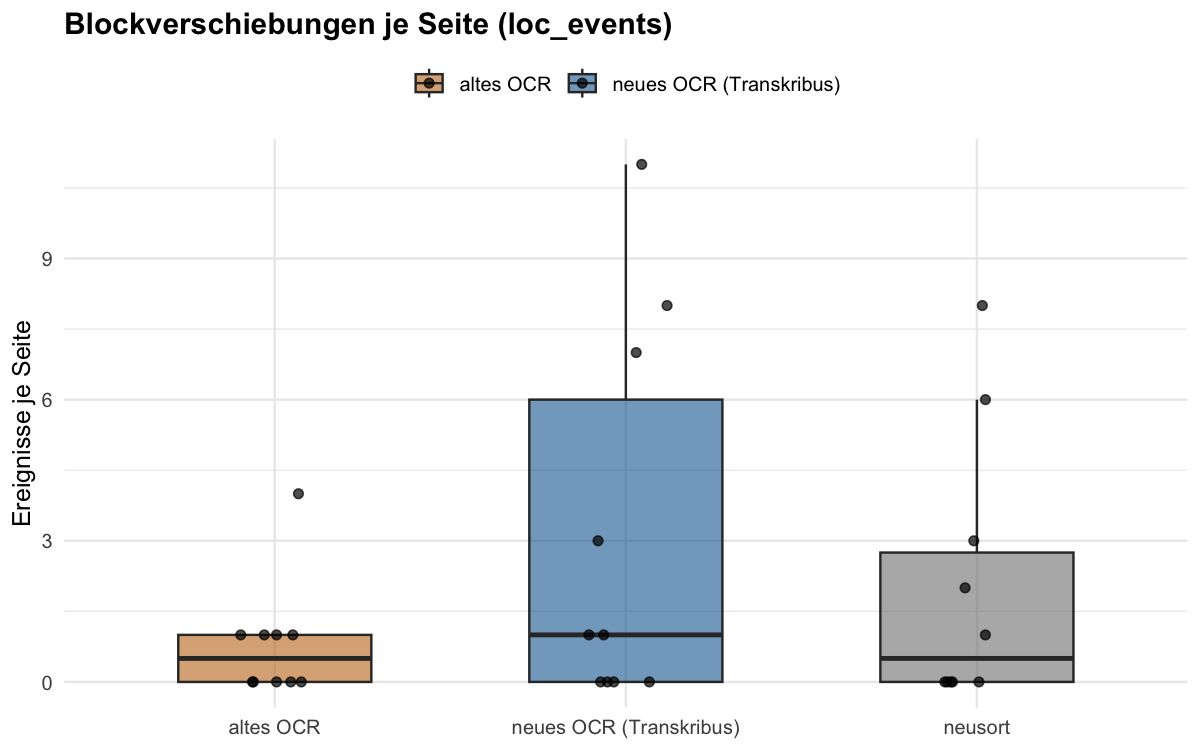 Blockverschiebungen je Seite (loc_events)
altes OCR neues OCR (Transkribus)
Ereignisse je Seite
9
6
3
0
altes OCR neues OCR (Transkribus) neusort